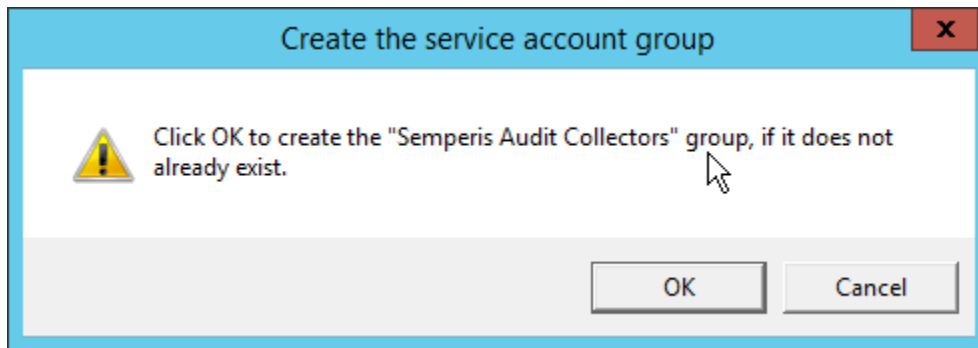 Create the service account group
x
Click OK to create the "Semperis Audit Collectors" group, if it does not
already exist.
OK
Cancel